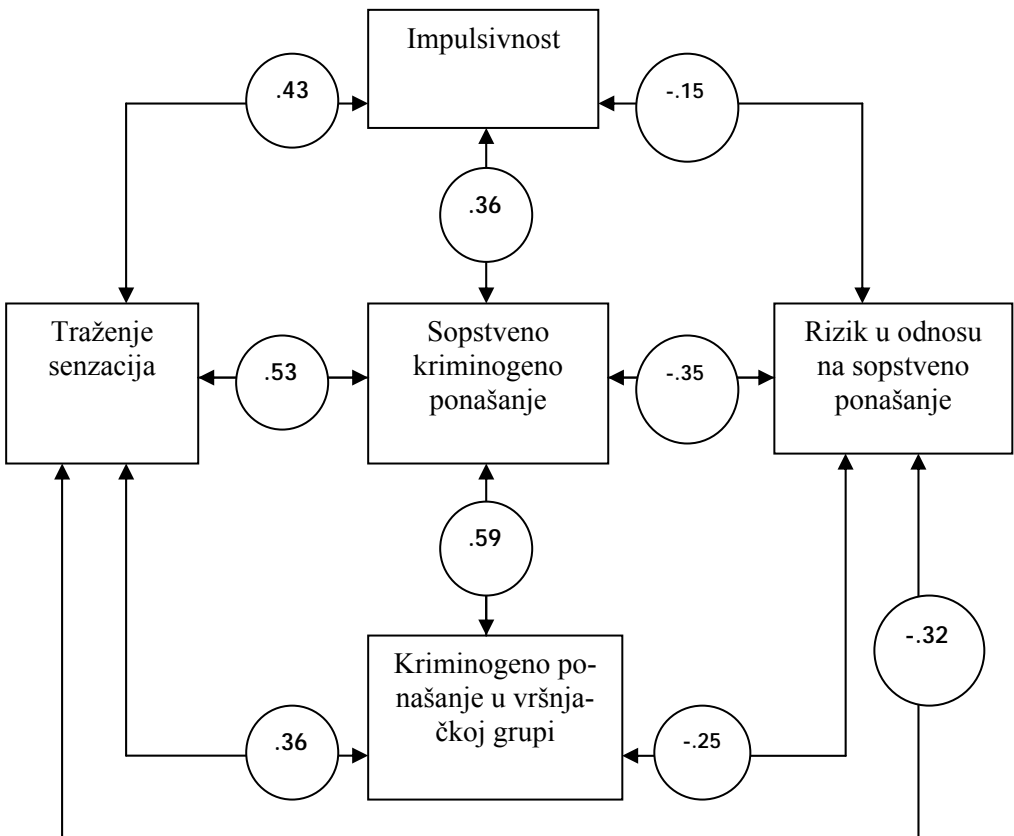 Impulsivnost
.43
-.15
.36
Traženje
senzacija
Sopstveno
kriminogeno
ponašanje
Rizik u odnosu
na sopstveno
ponašanje
.53
-.35
.59
Kriminogeno po-
našanje u vršnja-
čkoj grupi
-.32
.36
-.25